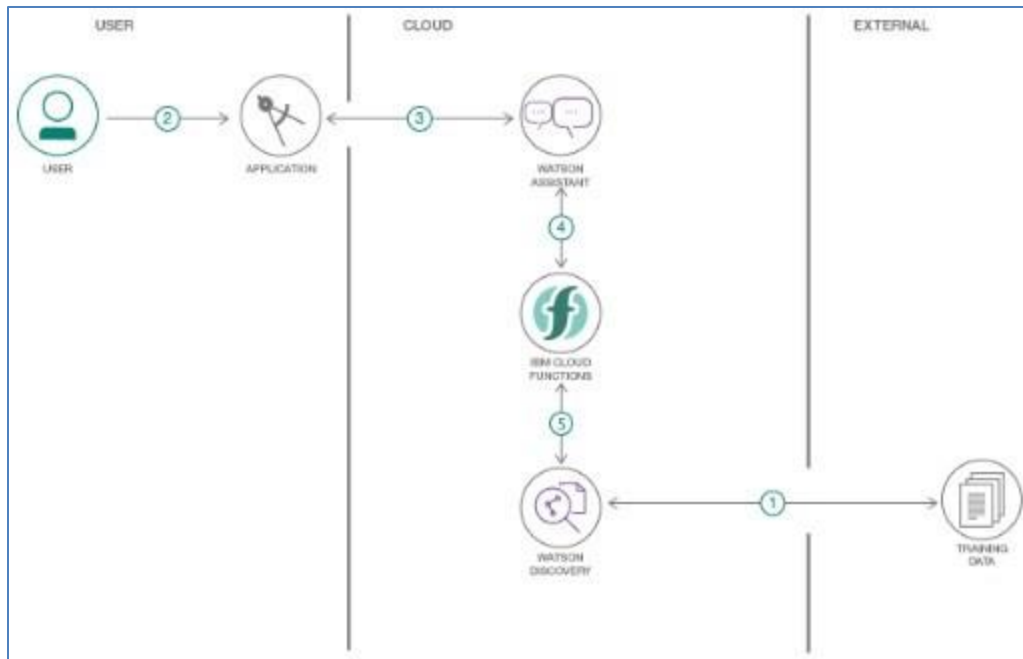 USER
CLOUD
EXTERNAL
2
3
USER
APPLICATION
WATSON
ASSISTANT
4
IBM CLOUD
FUNCTIONS
5
1
WATSON
DISCOVERY
TRAINING
DATA